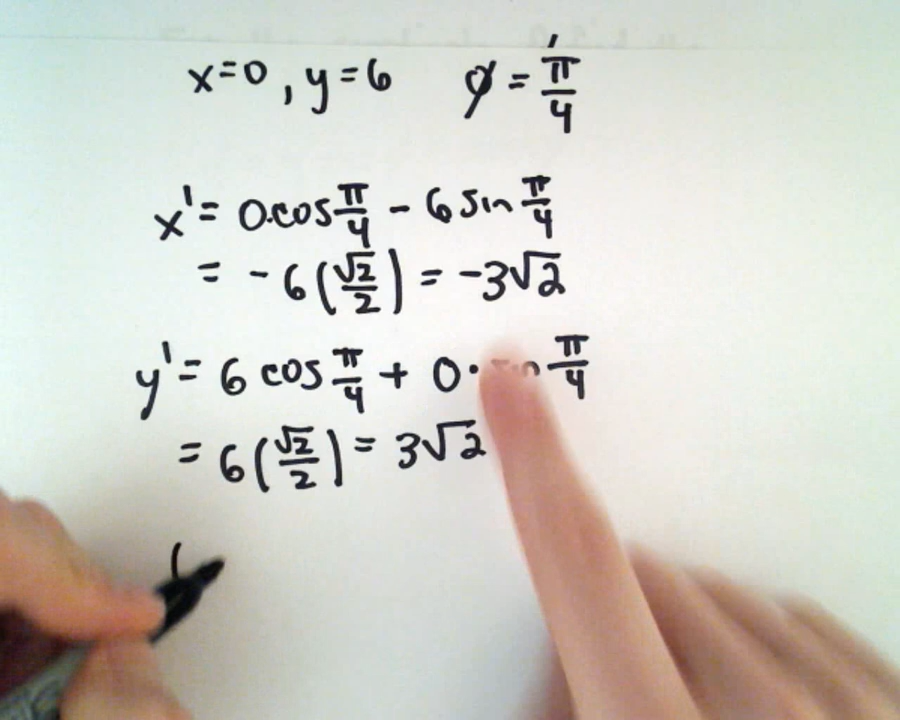 x=0, y=6 φ = π/4
x' = 0·cos π/4 - 6 sin π/4
= -6(√2/2) = -3√2
y' = 6 cos π/4 + 0 · π/4
= 6(√2/2) = 3√2
(